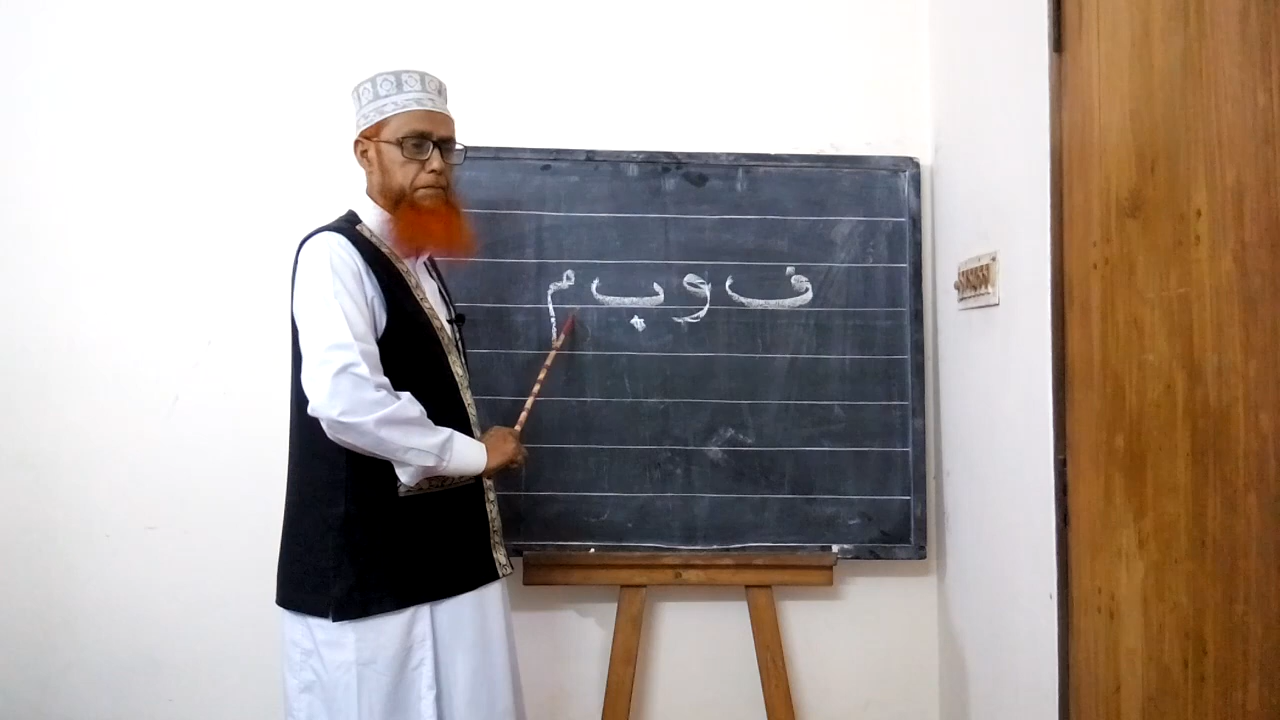 ف و ب م